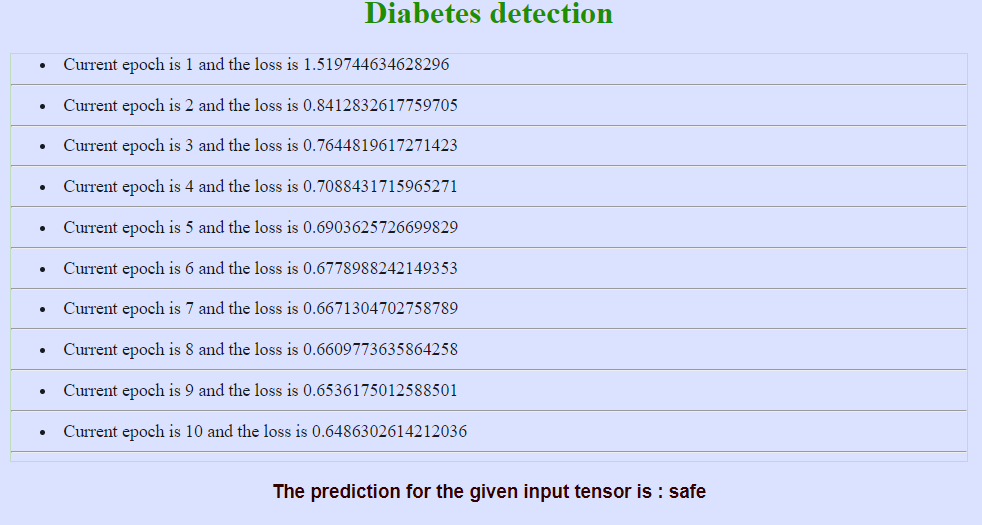 Diabetes detection
Current epoch is 1 and the loss is 1.519744634628296
Current epoch is 2 and the loss is 0.8412832617759705
Current epoch is 3 and the loss is 0.7644819617271423
Current epoch is 4 and the loss is 0.7088431715965271
Current epoch is 5 and the loss is 0.6903625726699829
Current epoch is 6 and the loss is 0.6778988242149353
Current epoch is 7 and the loss is 0.6671304702758789
Current epoch is 8 and the loss is 0.6609773635864258
Current epoch is 9 and the loss is 0.6536175012588501
Current epoch is 10 and the loss is 0.6486302614212036
The prediction for the given input tensor is : safe